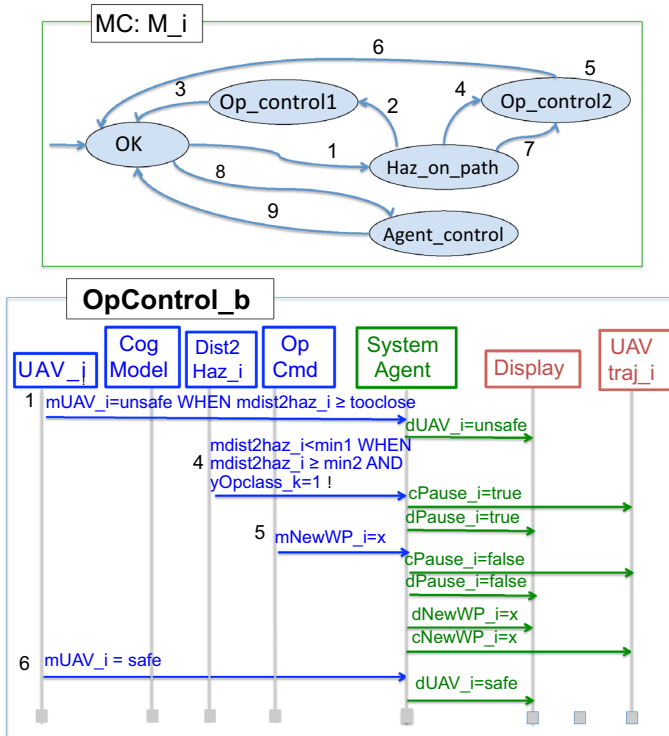 MC: M_i
6
5
3
Op_control1
4
Op_control2
2
OK
1
7
Haz_on_path
8
9
Agent_control
OpControl_b
UAV_i
Cog
Model
Dist2
Haz_i
Op
Cmd
System
Agent
Display
UAV
traj_i
1
mUAV_i=unsafe WHEN mdist2haz_i ≥ tooclose
dUAV_i=unsafe
4
mdist2haz_i<min1 WHEN
mdist2haz_i ≥ min2 AND
yOpclass_k=1 !
cPause_i=true
dPause_i=true
5
mNewWP_i=x
cPause_i=false
dPause_i=false
dNewWP_i=x
cNewWP_i=x
6
mUAV_i = safe
dUAV_i=safe